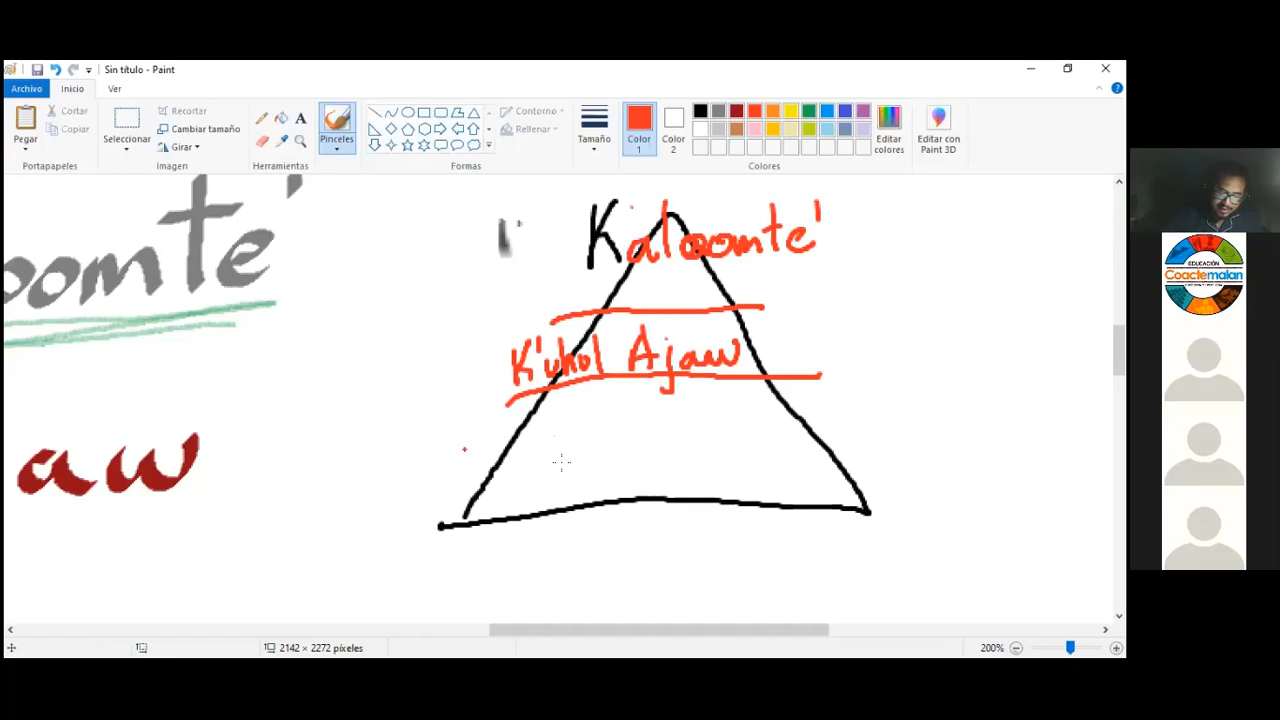 Sin título - Paint
Archivo Inicio Ver
Pegar
Cortar
Copiar
Portapapeles
Seleccionar
Recortar
Cambiar tamaño
Girar
Imagen
A
Herramientas
Pinceles
Contorno
Rellenar
Formas
Tamaño
Color 1
Color 2
Editar colores
Editar con Paint 3D
Colores
oomte'
Kaloomte'
K'uhul Ajaw
aw
EDUCACIÓN
Coactemalan
2142 × 2272 píxeles
200%